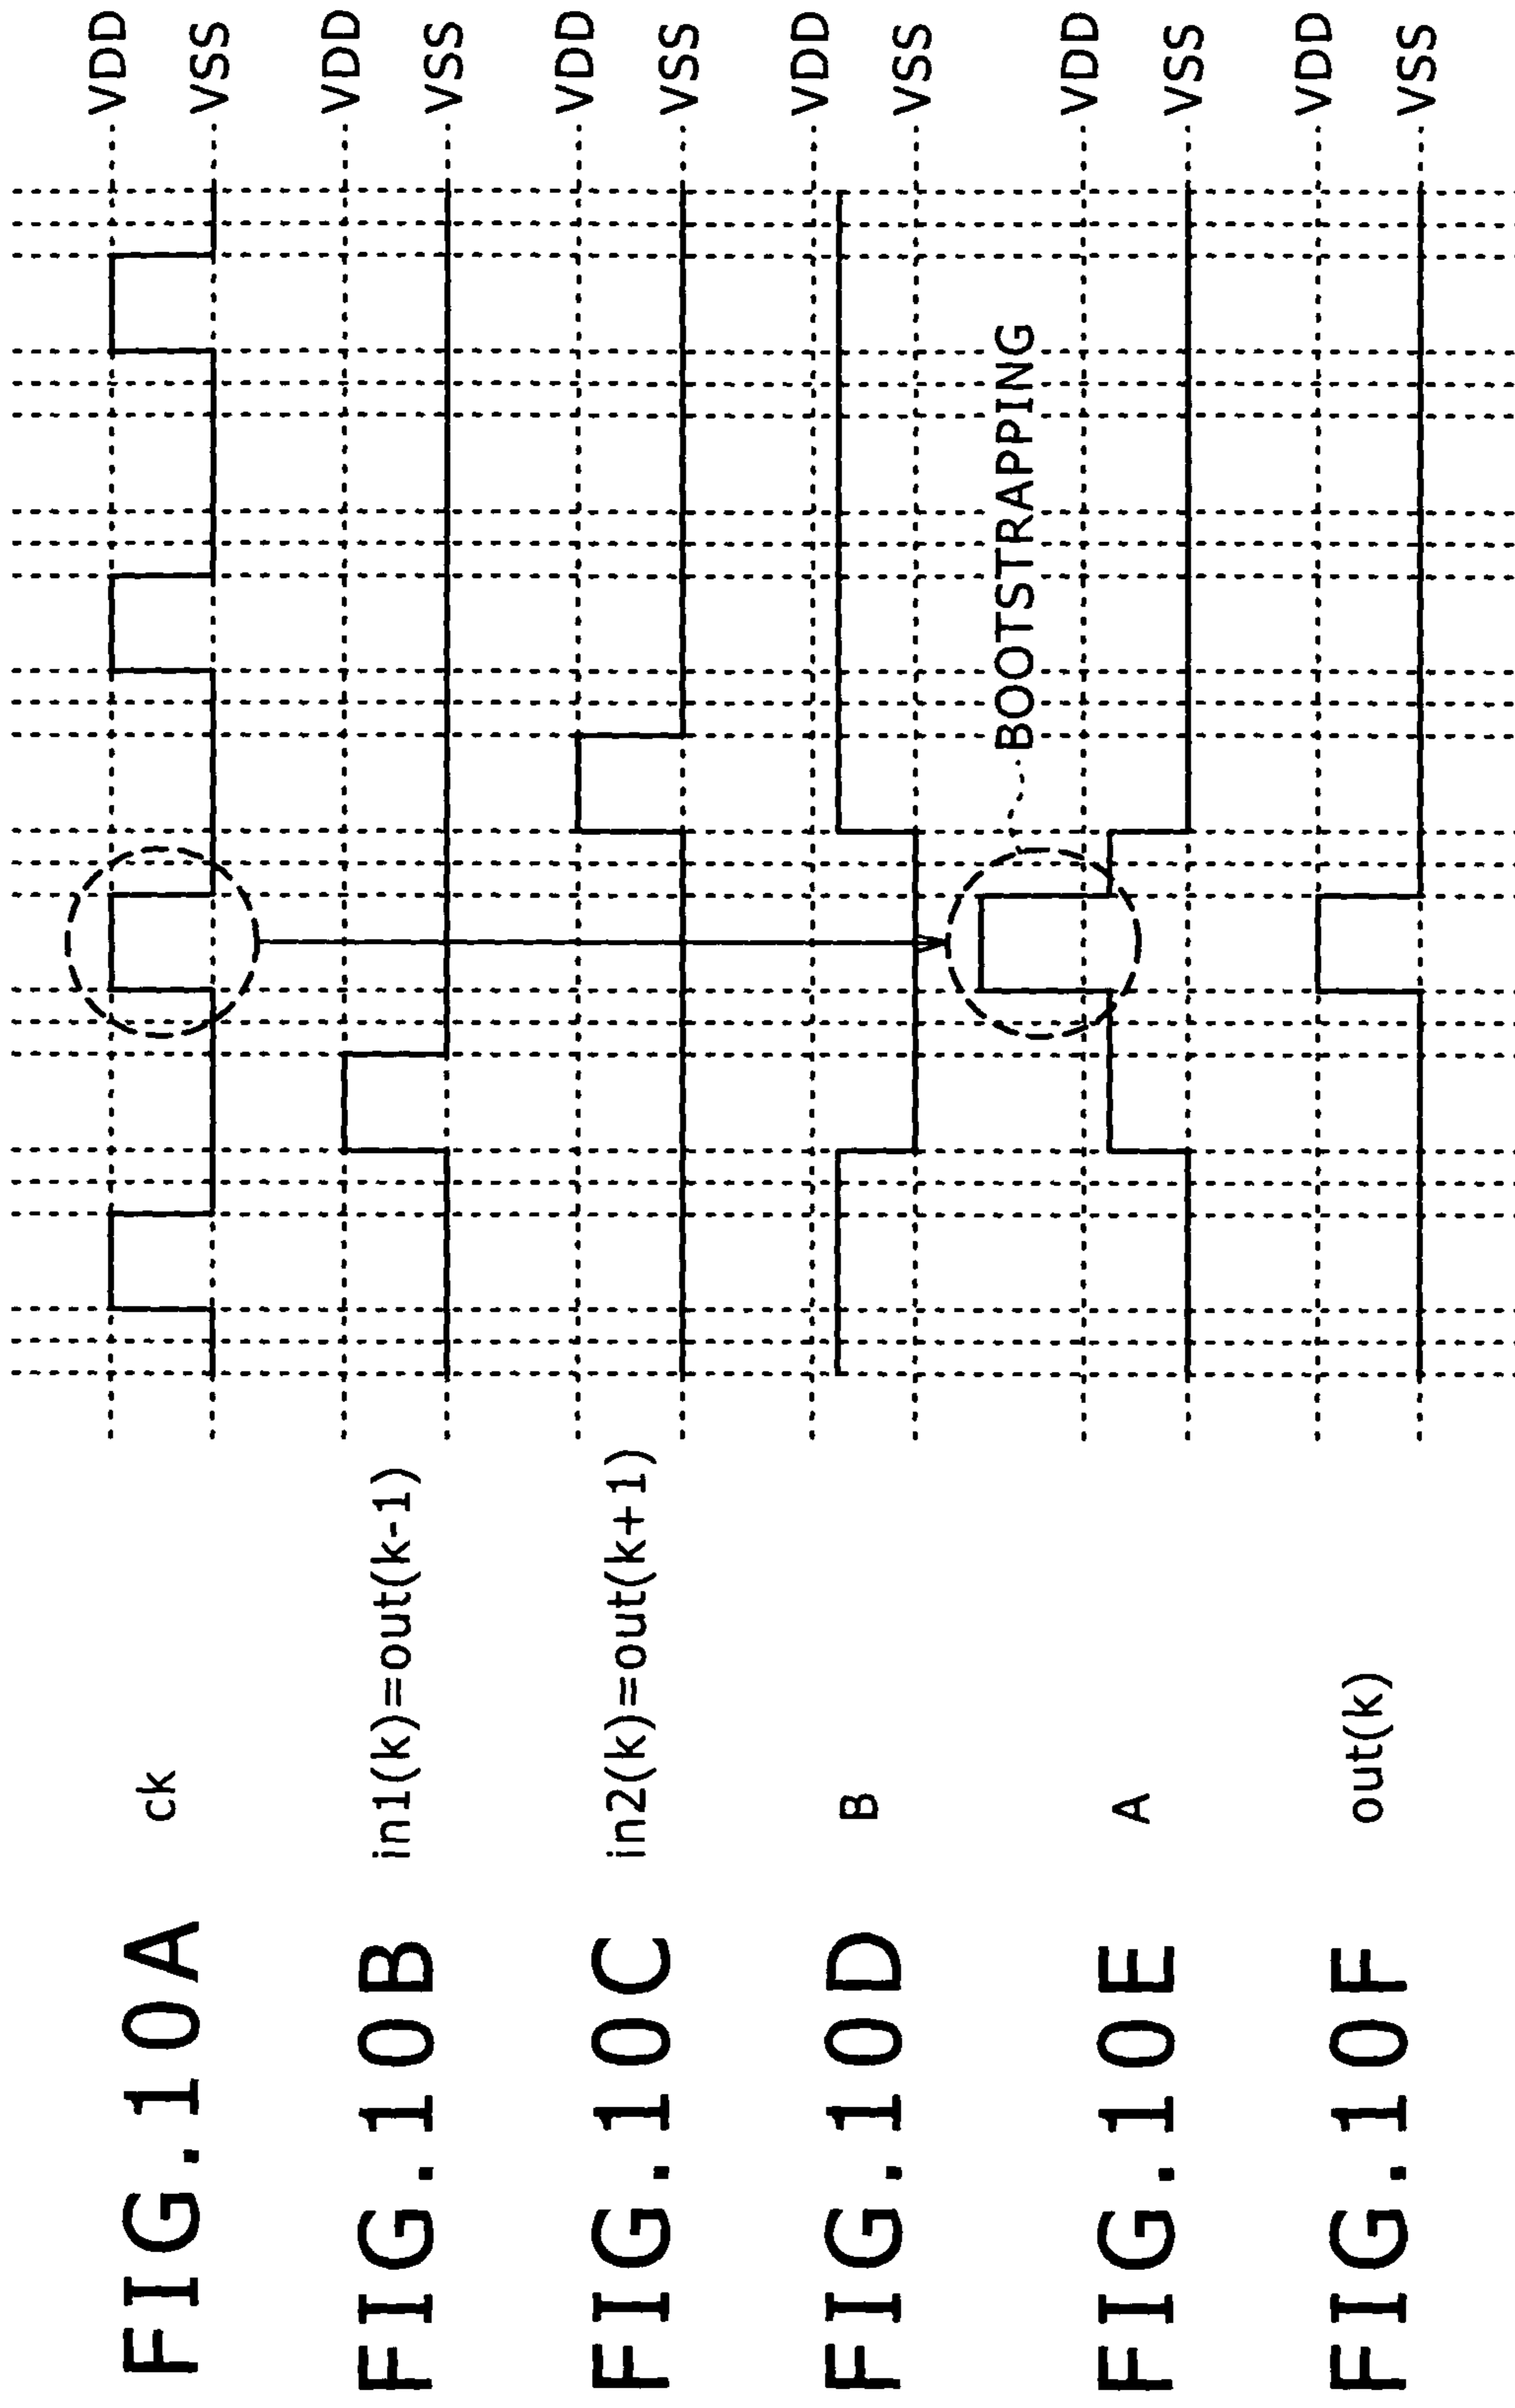 FIG.10A ck VDD
VSS
FIG.10B in1(k)=out(k-1) VDD
VSS
FIG.10C in2(k)=out(k+1) VDD
VSS
FIG.10D B VDD
VSS
BOOTSTRAPPING
FIG.10E A VDD
VSS
FIG.10F out(k) VDD
VSS